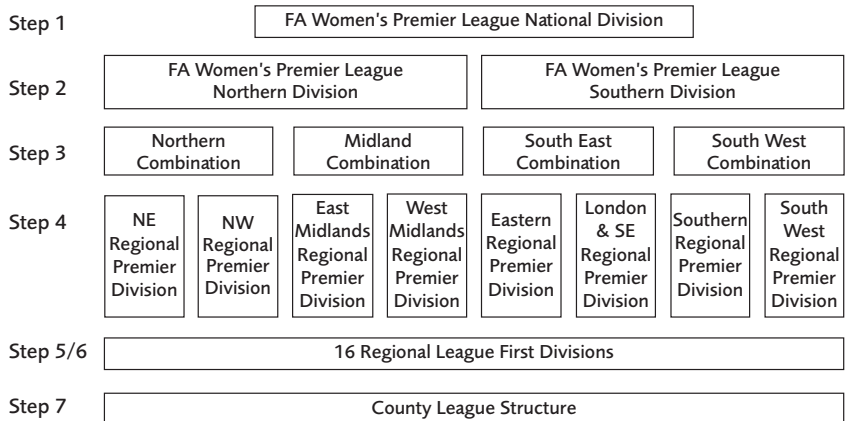 Step 1
FA Women's Premier League National Division
Step 2
FA Women's Premier League
Northern Division
FA Women's Premier League
Southern Division
Step 3
Northern
Combination
Midland
Combination
South East
Combination
South West
Combination
Step 4
NE
Regional
Premier
Division
NW
Regional
Premier
Division
East
Midlands
Regional
Premier
Division
West
Midlands
Regional
Premier
Division
Eastern
Regional
Premier
Division
London
& SE
Regional
Premier
Division
Southern
Regional
Premier
Division
South
West
Regional
Premier
Division
Step 5/6
16 Regional League First Divisions
Step 7
County League Structure